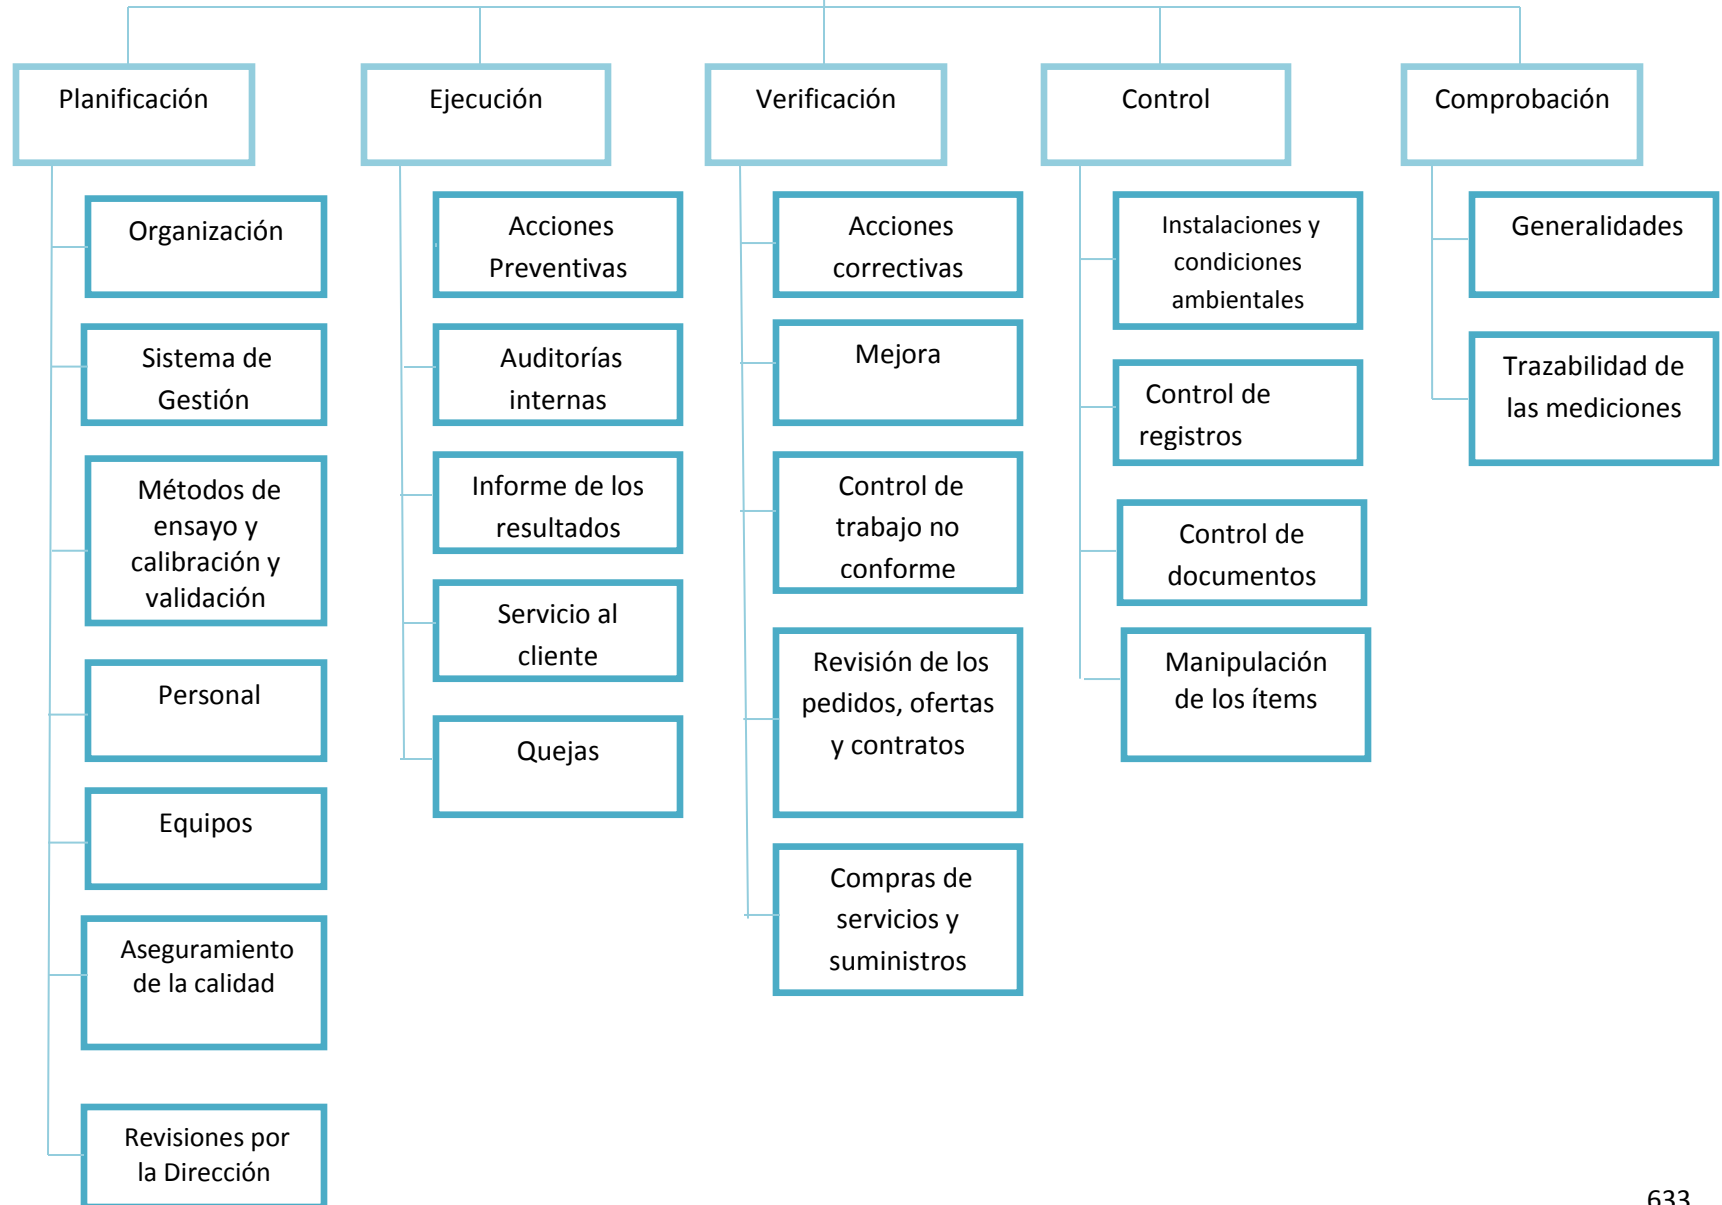 Planificación
Ejecución
Verificación
Control
Comprobación
Organización
Sistema de
Gestión
Métodos de
ensayo y
calibración y
validación
Personal
Equipos
Aseguramiento
de la calidad
Revisiones por
la Dirección
Acciones
Preventivas
Auditorías
internas
Informe de los
resultados
Servicio al
cliente
Quejas
Acciones
correctivas
Mejora
Control de
trabajo no
conforme
Revisión de los
pedidos, ofertas
y contratos
Compras de
servicios y
suministros
Instalaciones y
condiciones
ambientales
Control de
registros
Control de
documentos
Manipulación
de los ítems
Generalidades
Trazabilidad de
las mediciones
633